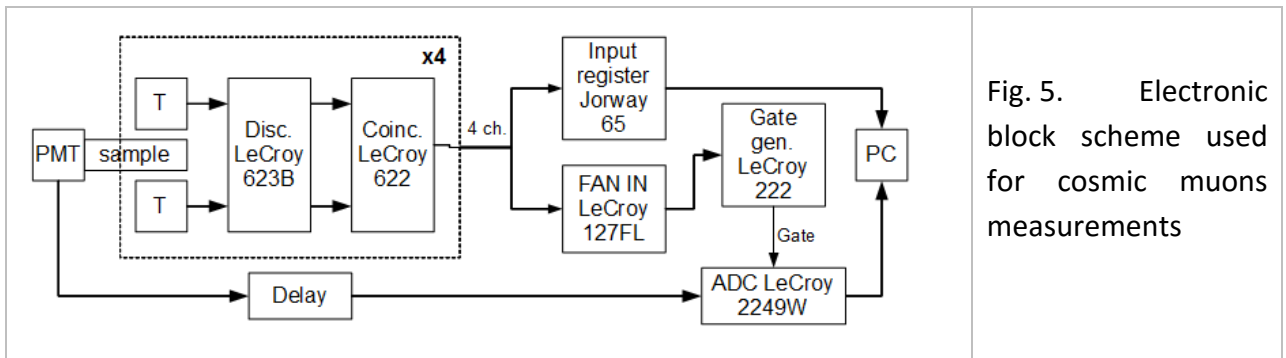 x4
T
T
PMT
sample
Disc.
LeCroy
623B
Coinc.
LeCroy
622
4 ch.
Input
register
Jorway
65
FAN IN
LeCroy
127FL
Gate
gen.
LeCroy
222
Gate
PC
Delay
ADC LeCroy
2249W
Fig. 5. Electronic
block scheme used
for cosmic muons
measurements